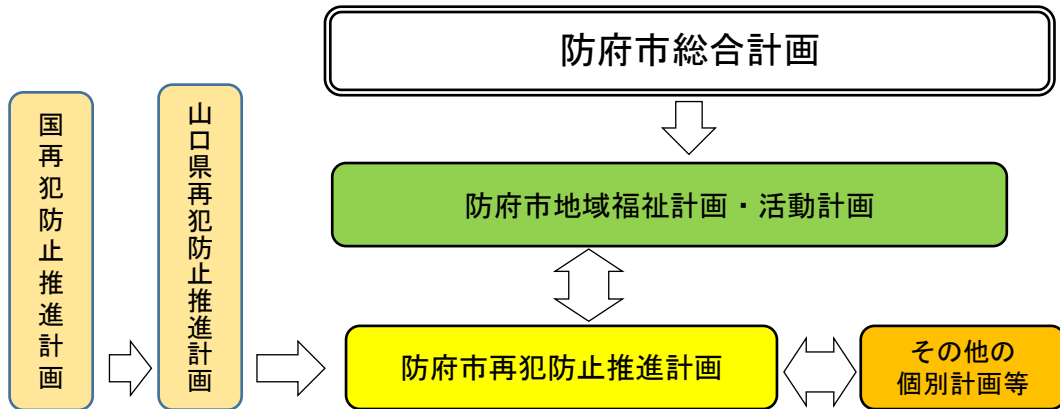 防府市総合計画
国再犯防止推進計画
山口県再犯防止推進計画
防府市地域福祉計画・活動計画
防府市再犯防止推進計画
その他の
個別計画等